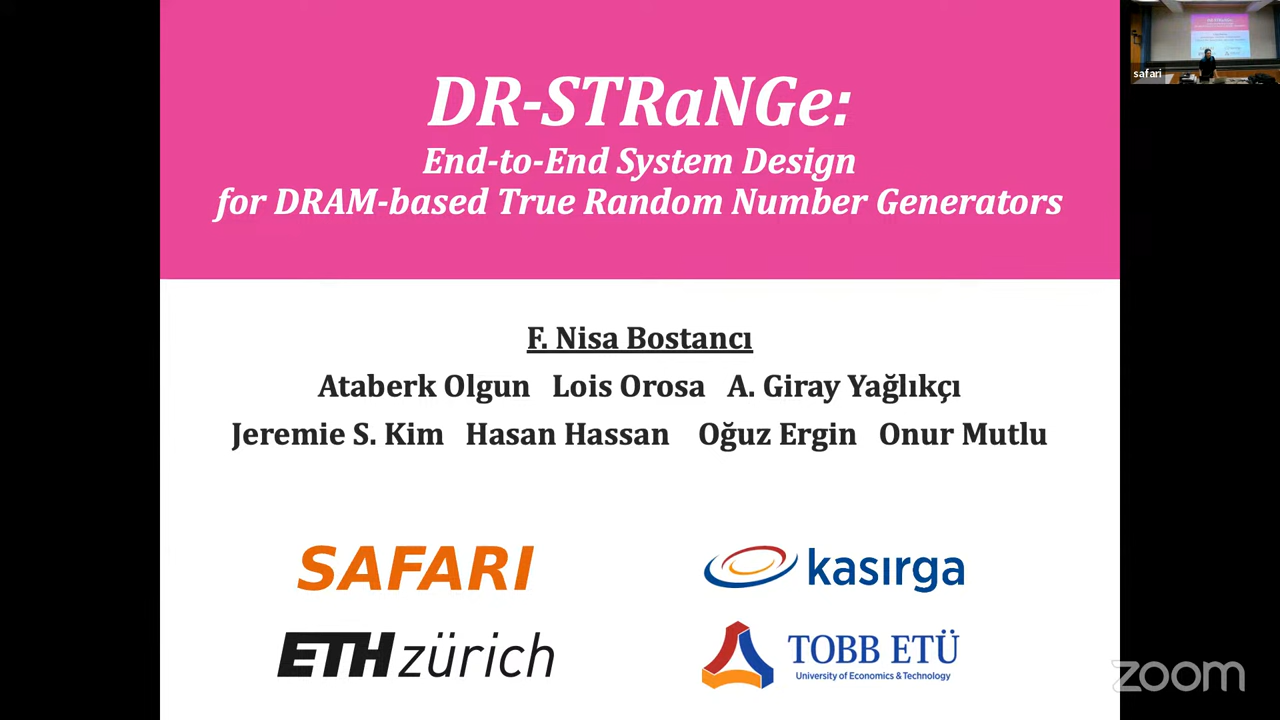 DR-STRaNGe:
End-to-End System Design
for DRAM-based True Random Number Generators
F. Nisa Bostancı
Ataberk Olgun Lois Orosa A. Giray Yağlıkçı
Jeremie S. Kim Hasan Hassan Oğuz Ergin Onur Mutlu
SAFARI
kasırga
ETH zürich
TOBB ETÜ
University of Economics & Technology
safari
zoom